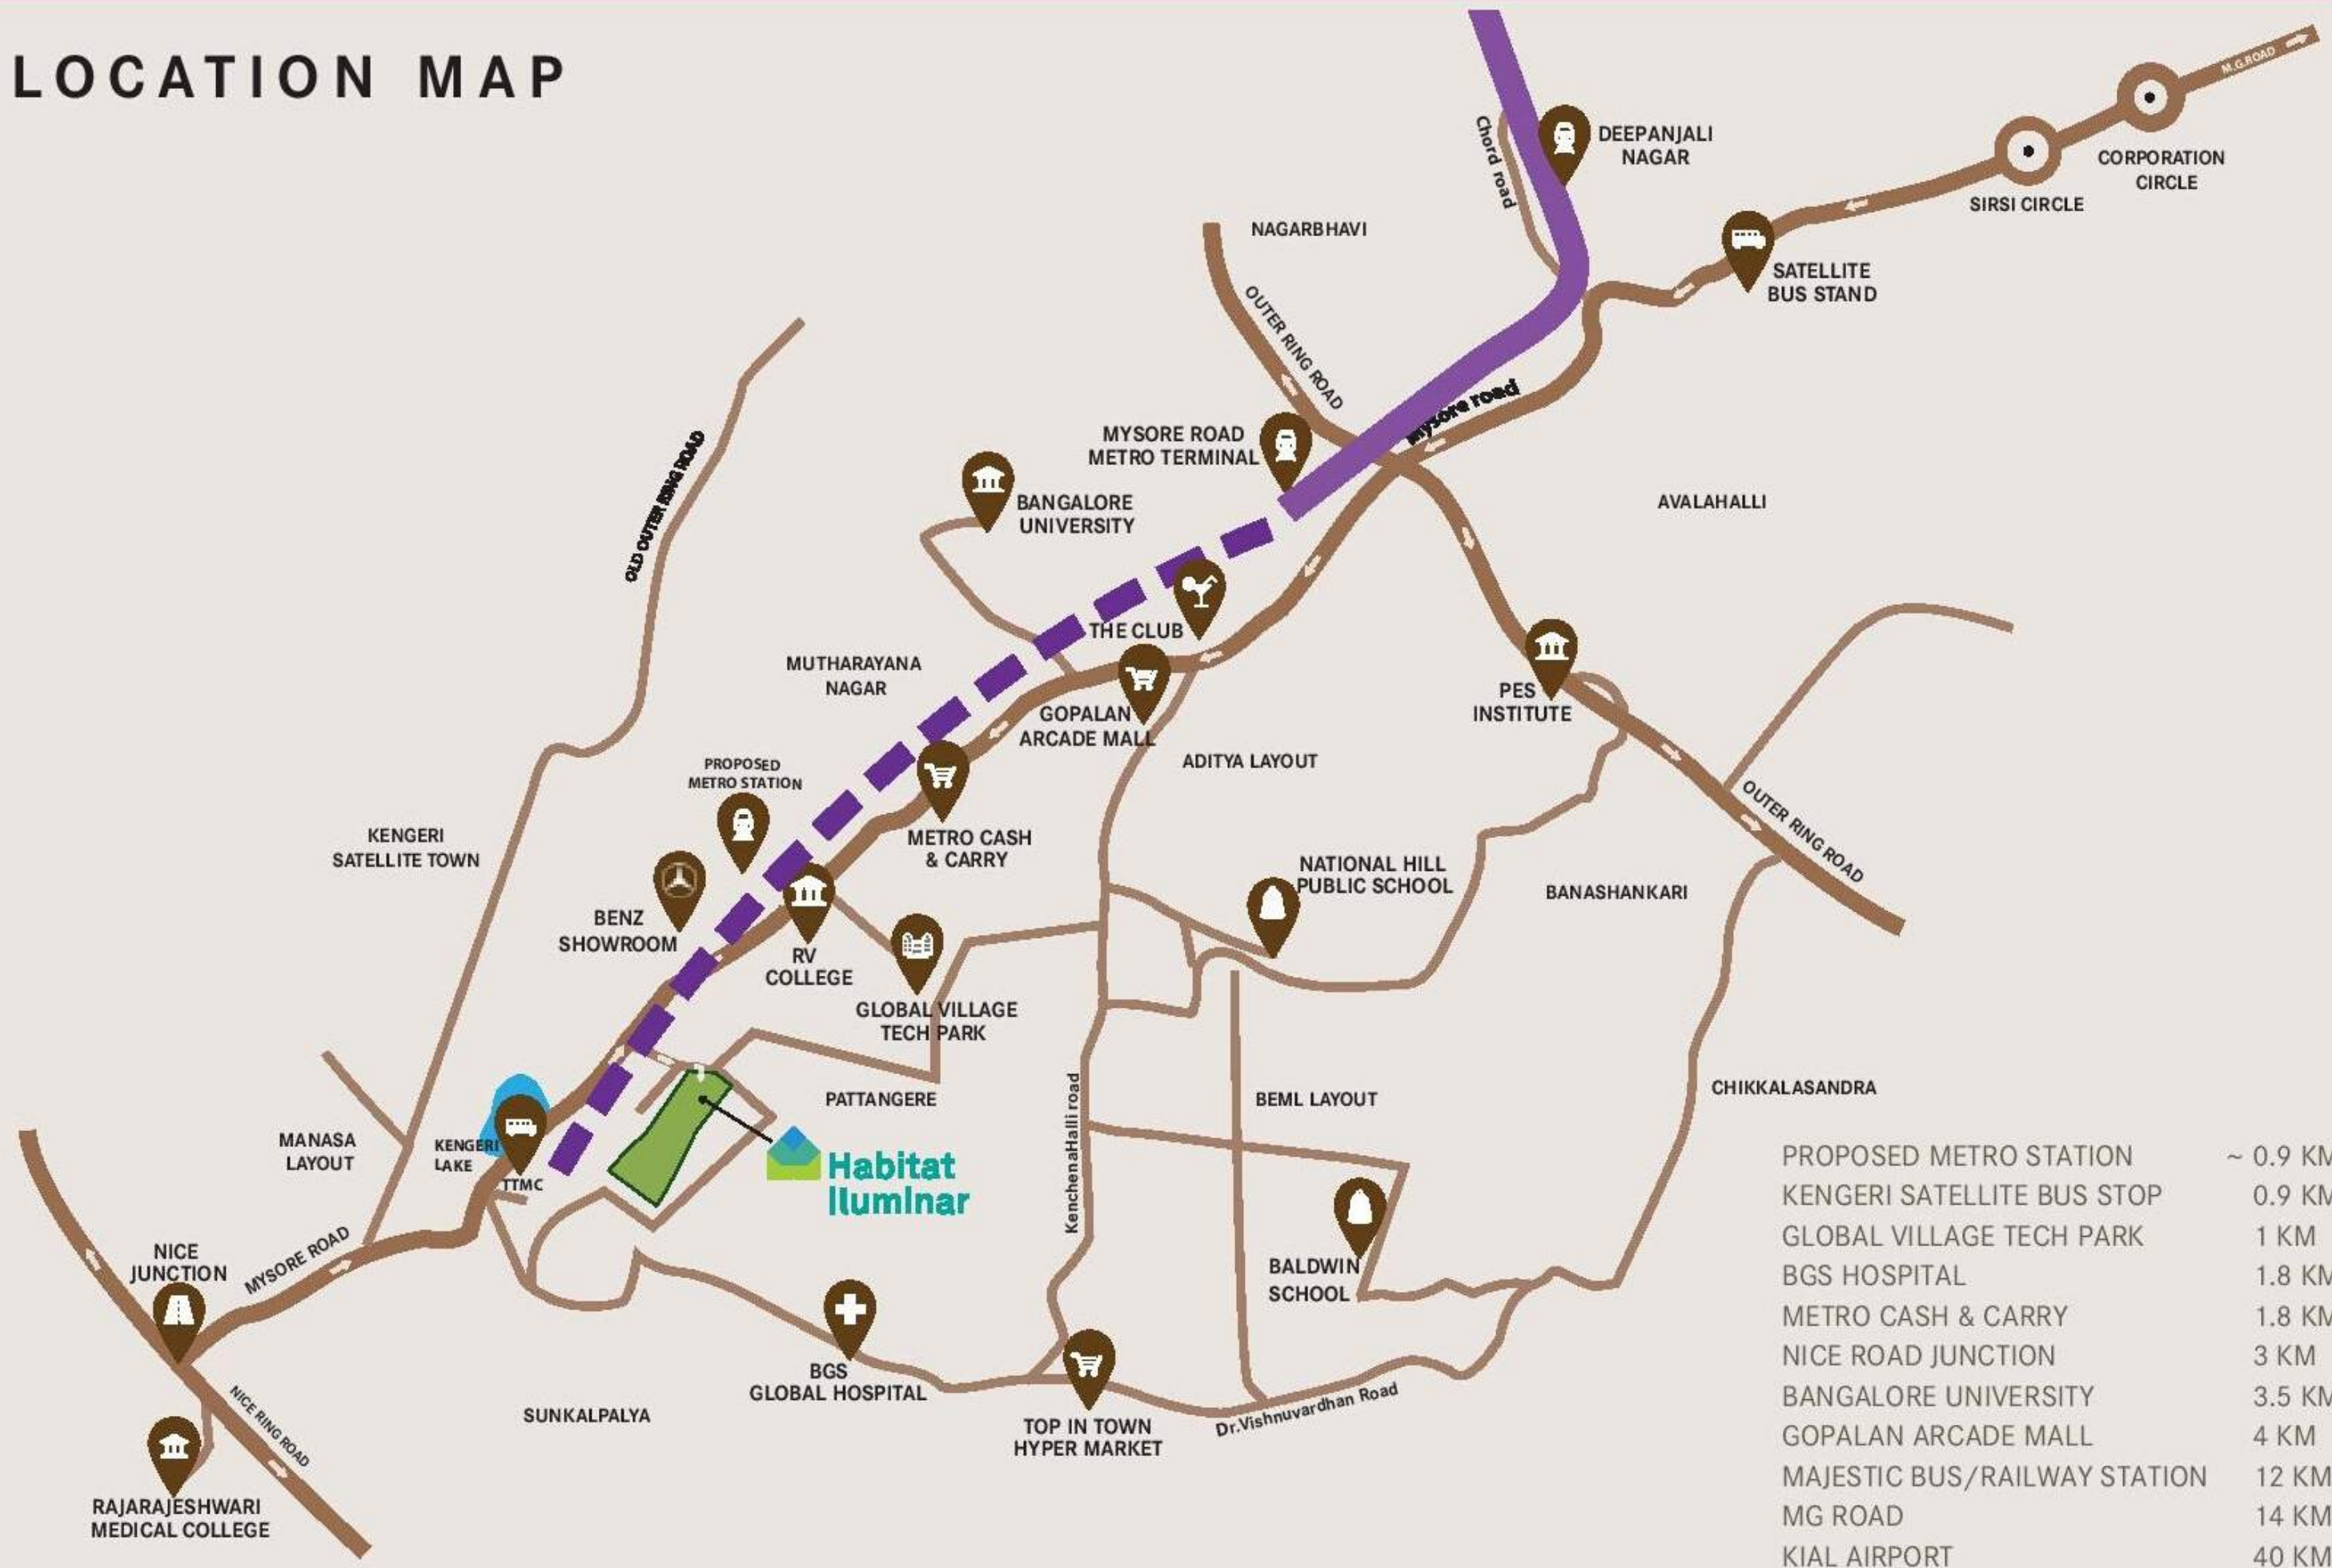 LOCATION MAP
M.G.ROAD
CORPORATION
CIRCLE
SIRSI CIRCLE
DEEPANJALI
NAGAR
Chord road
SATELLITE
BUS STAND
NAGARBHAVI
OUTER RING ROAD
Mysore road
MYSORE ROAD
METRO TERMINAL
BANGALORE
UNIVERSITY
OLD OUTER RING ROAD
AVALAHALLI
THE CLUB
MUTHARAYANA
NAGAR
GOPALAN
ARCADE MALL
PES
INSTITUTE
ADITYA LAYOUT
PROPOSED
METRO STATION
OUTER RING ROAD
KENGERI
SATELLITE TOWN
METRO CASH
& CARRY
NATIONAL HILL
PUBLIC SCHOOL
BANASHANKARI
BENZ
SHOWROOM
RV
COLLEGE
GLOBAL VILLAGE
TECH PARK
PATTANGERE
KenchenaHalli road
BEML LAYOUT
CHIKKALASANDRA
MANASA
LAYOUT
KENGERI
LAKE
TTMC
Habitat
Iluminar
NICE
JUNCTION
MYSORE ROAD
BALDWIN
SCHOOL
BGS
GLOBAL HOSPITAL
NICE RING ROAD
SUNKALPALYA
TOP IN TOWN
HYPER MARKET
Dr.Vishnuvardhan Road
RAJARAJESHWARI
MEDICAL COLLEGE
PROPOSED METRO STATION ~ 0.9 KM
KENGERI SATELLITE BUS STOP 0.9 KM
GLOBAL VILLAGE TECH PARK 1 KM
BGS HOSPITAL 1.8 KM
METRO CASH & CARRY 1.8 KM
NICE ROAD JUNCTION 3 KM
BANGALORE UNIVERSITY 3.5 KM
GOPALAN ARCADE MALL 4 KM
MAJESTIC BUS/RAILWAY STATION 12 KM
MG ROAD 14 KM
KIAL AIRPORT 40 KM